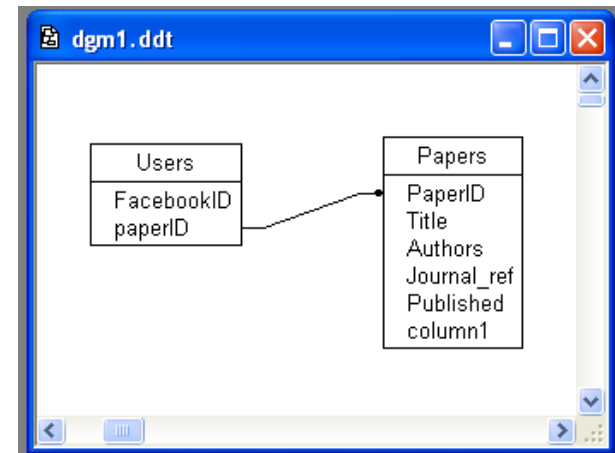 dgm1.ddt
Users
FacebookID
paperID
Papers
PaperID
Title
Authors
Journal_ref
Published
column1